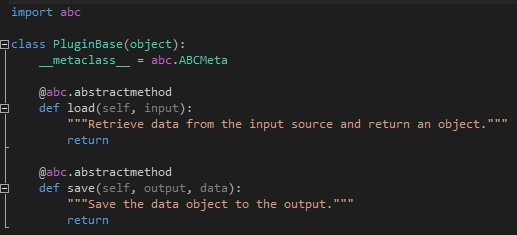 import abc
class PluginBase(object):
    __metaclass__ = abc.ABCMeta
    @abc.abstractmethod
    def load(self, input):
        """Retrieve data from the input source and return an object."""
        return
    @abc.abstractmethod
    def save(self, output, data):
        """Save the data object to the output."""
        return